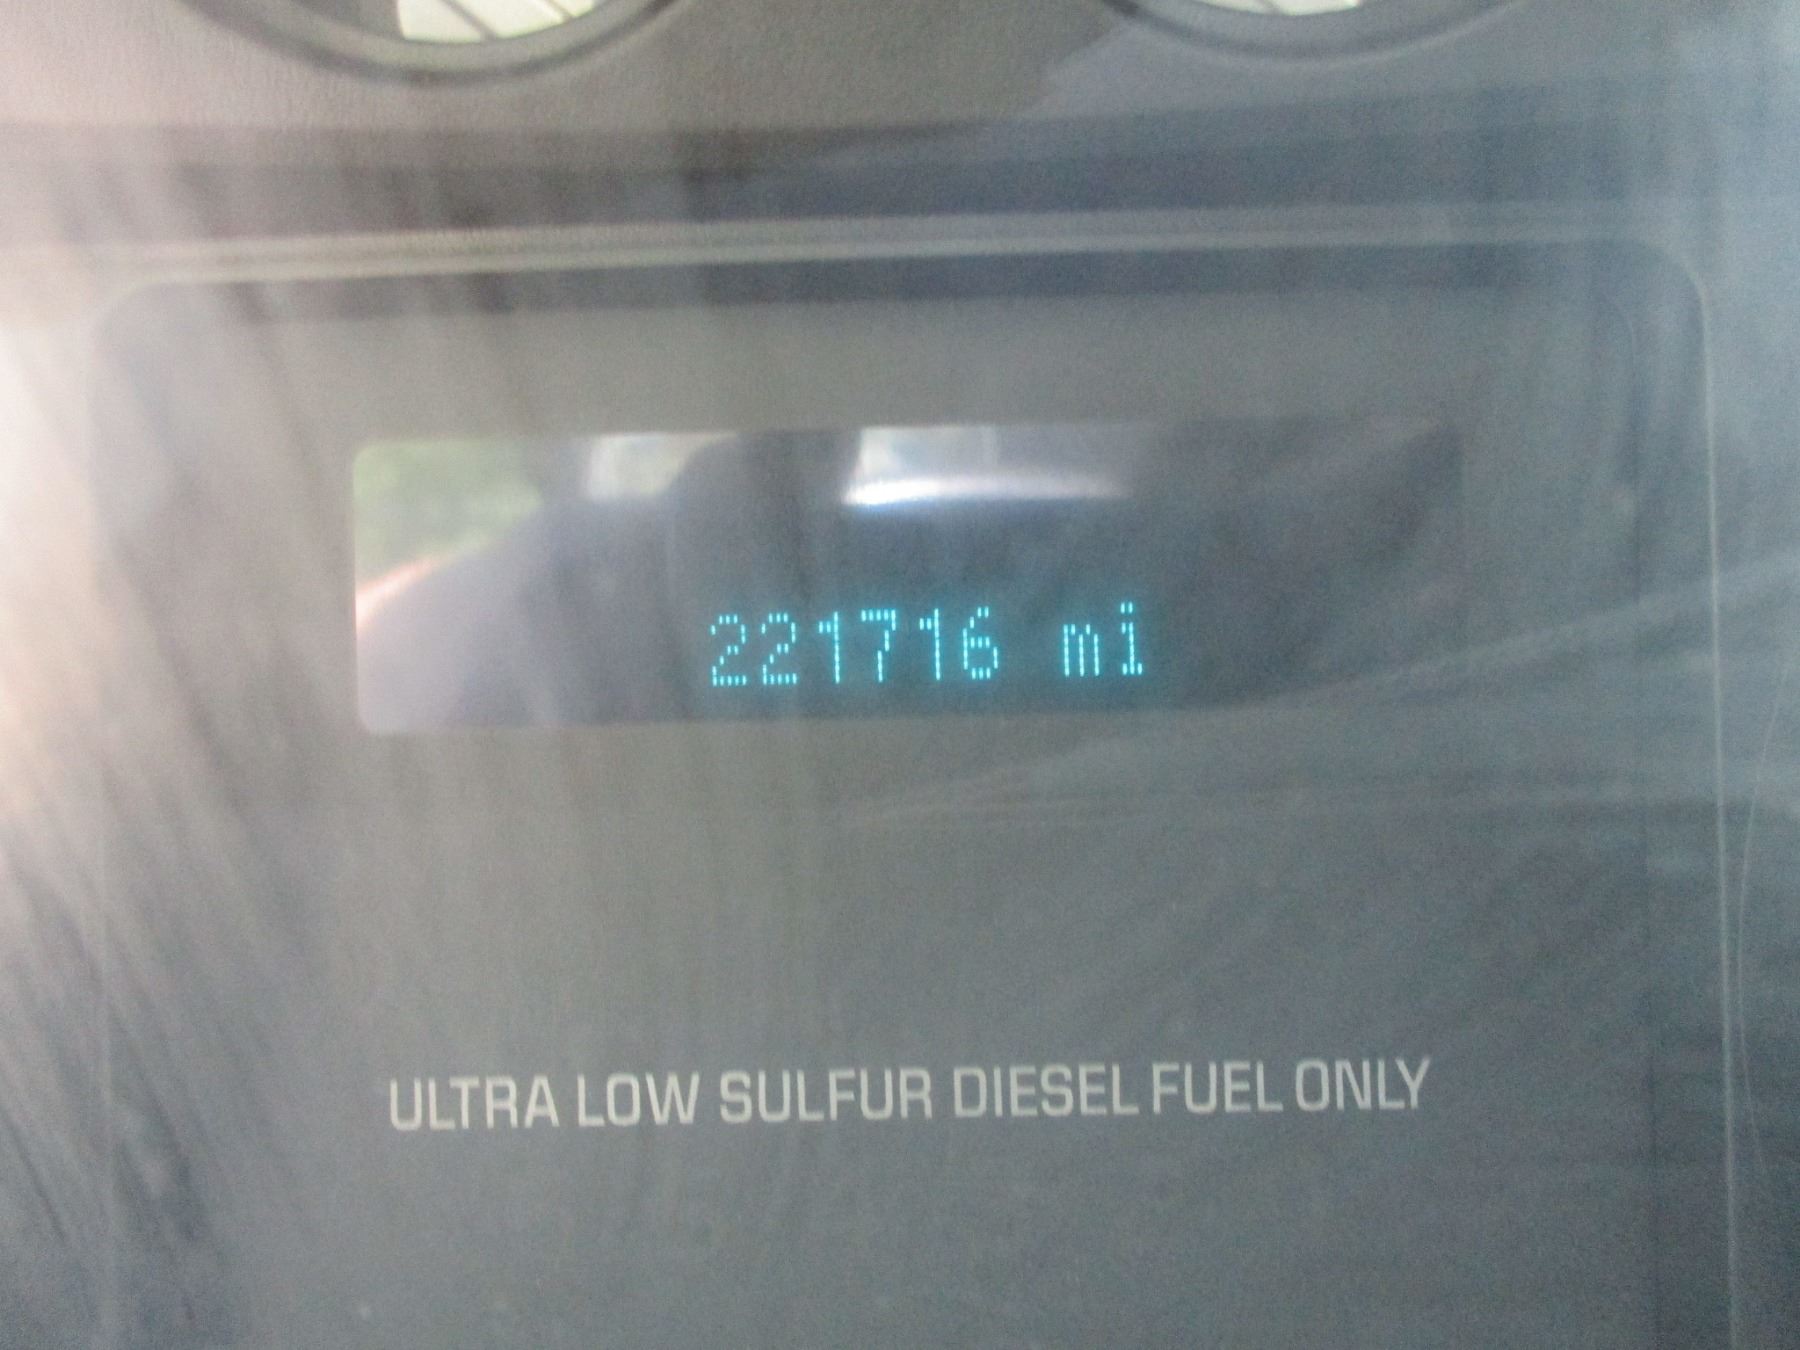 221716 mi
ULTRA LOW SULFUR DIESEL FUEL ONLY